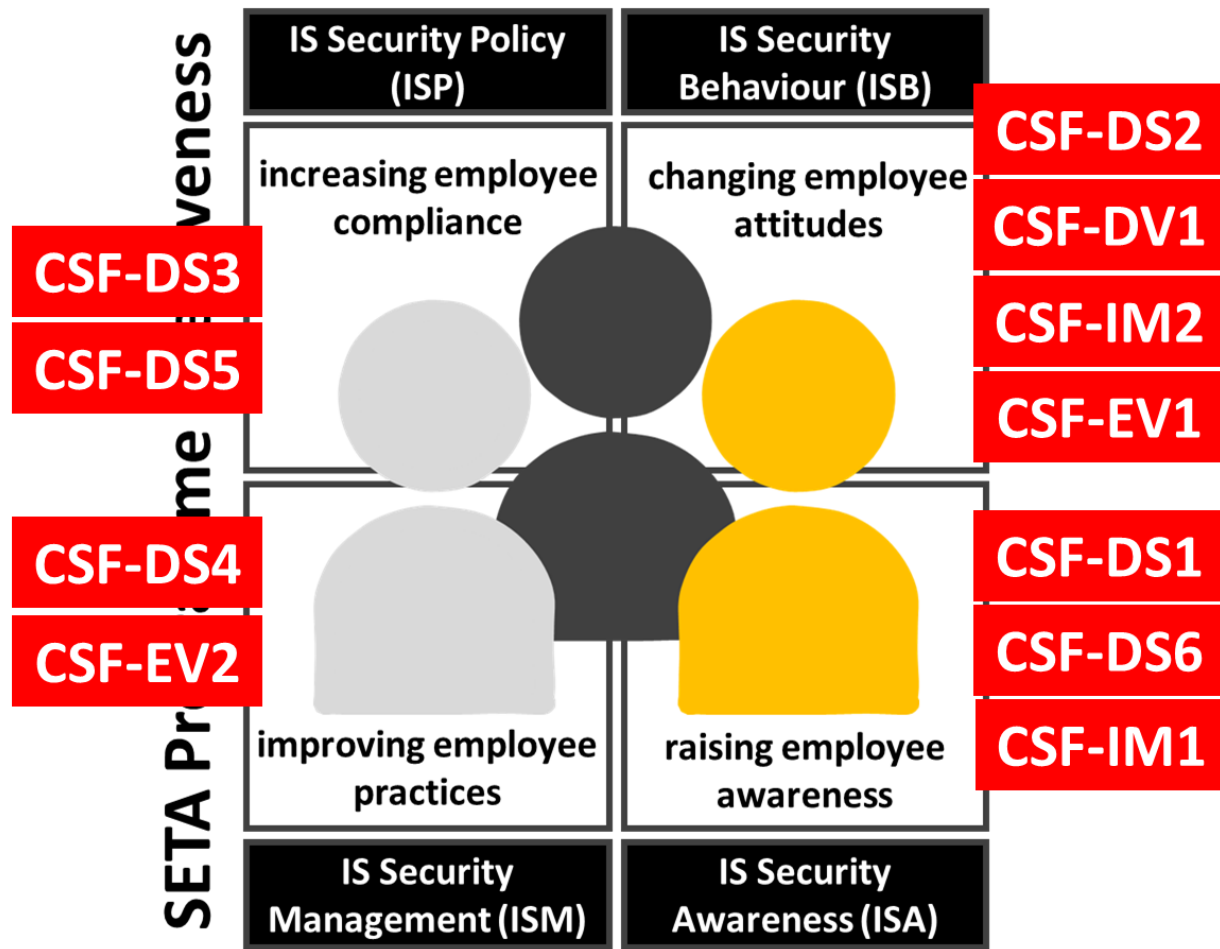 IS Security Policy
(ISP)
IS Security
Behaviour (ISB)
increasing employee
compliance
changing employee
attitudes
CSF-DS3
CSF-DS5
CSF-DS2
CSF-DV1
CSF-IM2
CSF-EV1
CSF-DS4
CSF-EV2
CSF-DS1
CSF-DS6
CSF-IM1
improving employee
practices
raising employee
awareness
IS Security
Management (ISM)
IS Security
Awareness (ISA)
SETA